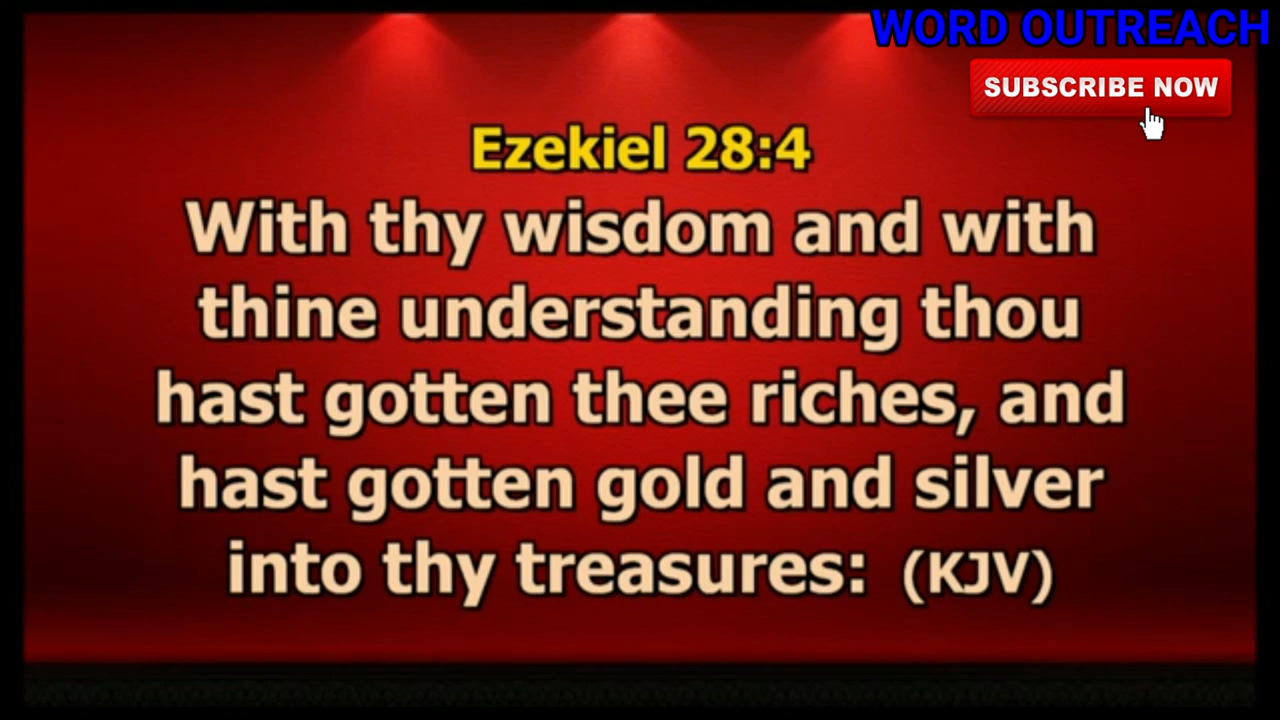 WORD OUTREACH
SUBSCRIBE NOW
Ezekiel 28:4
With thy wisdom and with
thine understanding thou
hast gotten thee riches, and
hast gotten gold and silver
into thy treasures: (KJV)